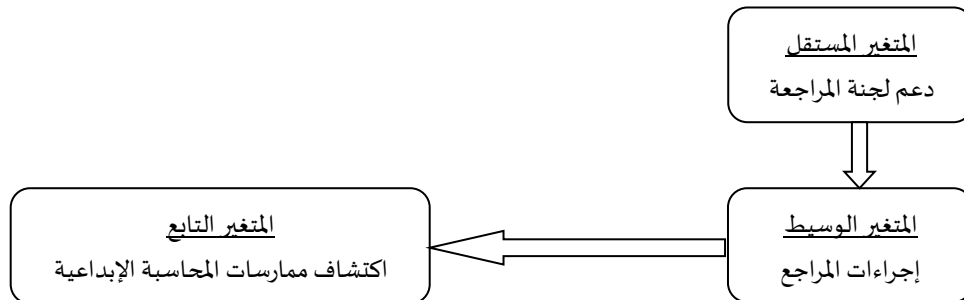 المتغير المستقل
دعم لجنة المراجعة
المتغير الوسيط
إجراءات المراجع
المتغير التابع
اكتشاف ممارسات المحاسبة الإبداعية